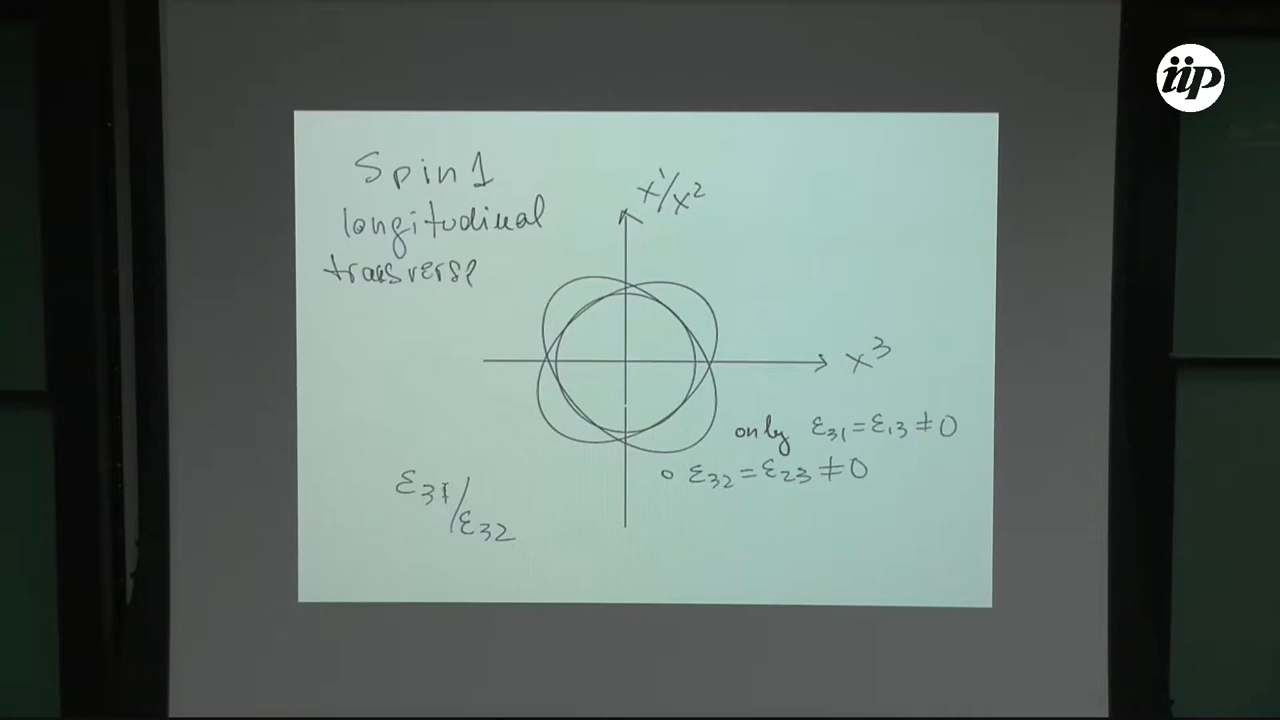 iip
Spin 1
longitudinal
transverse
x¹/x²
x³
only ε₃₁=ε₁₃≠0
o ε₃₂=ε₂₃≠0
ε₃₁/ε₃₂